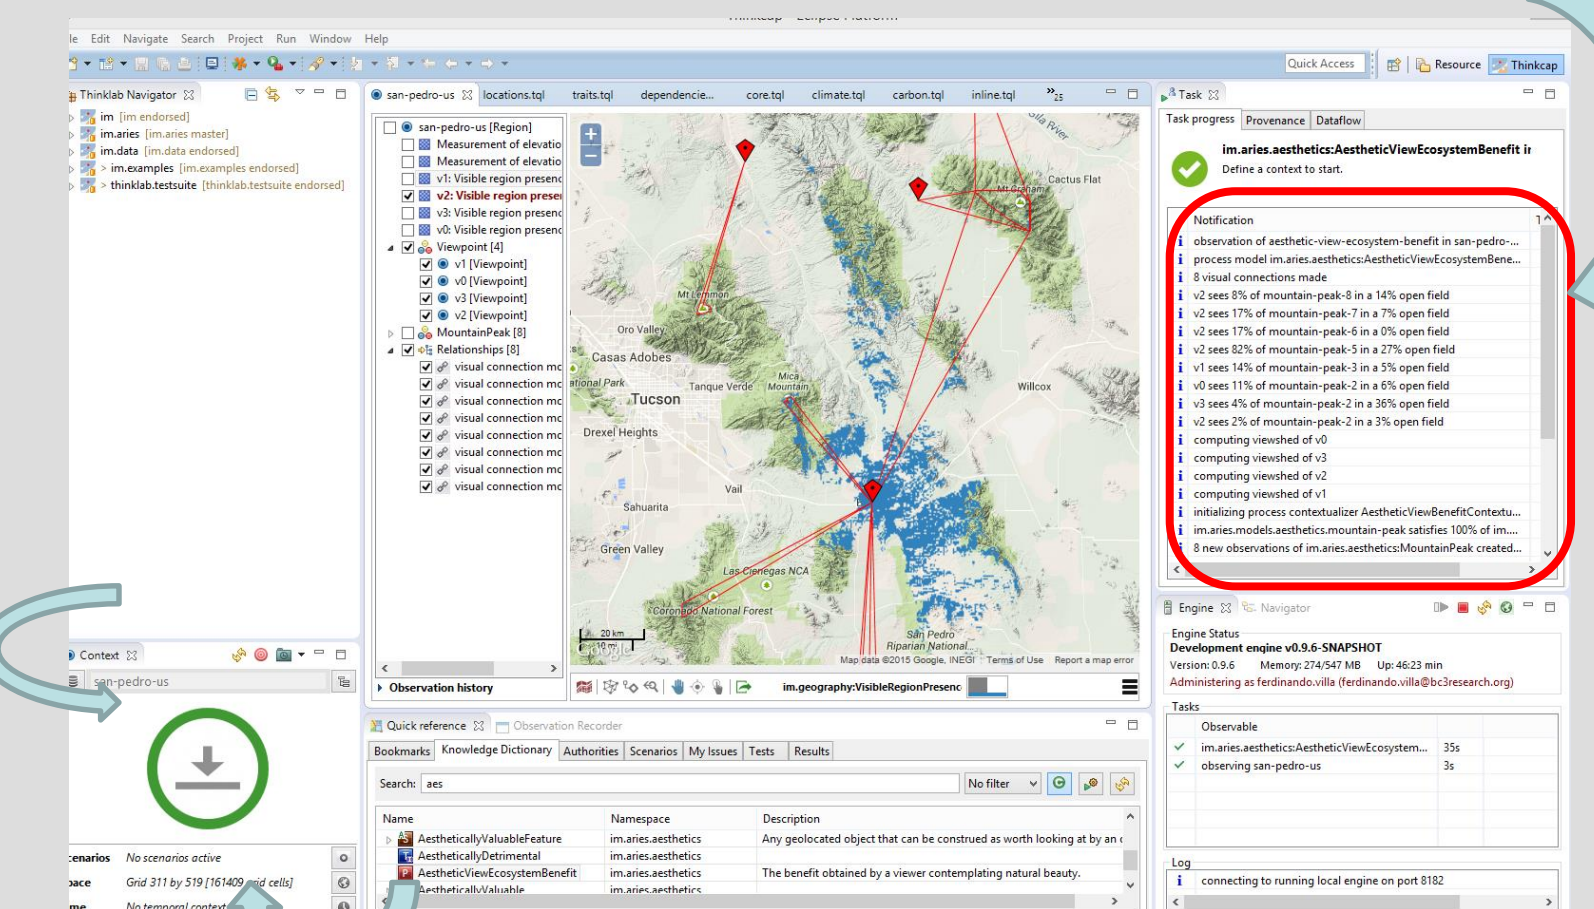 Edit Navigate Search Project Run Window Help
Quick Access
Resource
Thinkcap
Thinklab Navigator
im [im endorsed]
im.aries [im.aries master]
im.data [im.data endorsed]
> im.examples [im.examples endorsed]
> thinklab.testsuite [thinklab.testsuite endorsed]
san-pedro-us
locations.tql
traits.tql
dependencie...
core.tql
climate.tql
carbon.tql
inline.tql
»25
san-pedro-us [Region]
Measurement of elevatio
Measurement of elevatio
v1: Visible region presenc
v2: Visible region preser
v3: Visible region presenc
v0: Visible region presenc
Viewpoint [4]
v1 [Viewpoint]
v0 [Viewpoint]
v3 [Viewpoint]
v2 [Viewpoint]
MountainPeak [8]
Relationships [8]
visual connection mc
visual connection mc
visual connection mc
visual connection mc
visual connection mc
visual connection mc
visual connection mc
visual connection mc
Observation history
Gila River
Cactus Flat
Mt Graham
Mt Lemmon
Oro Valley
Casas Adobes
ational Park
Tanque Verde
Mica Mountain
Willcox
Tucson
Drexel Heights
Vail
Sahuarita
Green Valley
Las Cienegas NCA
Coronado National Forest
San Pedro
Riparian National...
20 km
10 mi
Google
Map data ©2015 Google, INEGI
Terms of Use
Report a map error
im.geography:VisibleRegionPresenc
Task
Task progress
Provenance
Dataflow
im.aries.aesthetics:AestheticViewEcosystemBenefit ir
Define a context to start.
Notification
i observation of aesthetic-view-ecosystem-benefit in san-pedro-...
i process model im.aries.aesthetics:AestheticViewEcosystemBene...
i 8 visual connections made
i v2 sees 8% of mountain-peak-8 in a 14% open field
i v2 sees 17% of mountain-peak-7 in a 7% open field
i v2 sees 17% of mountain-peak-6 in a 0% open field
i v2 sees 82% of mountain-peak-5 in a 27% open field
i v1 sees 14% of mountain-peak-3 in a 5% open field
i v0 sees 11% of mountain-peak-2 in a 6% open field
i v3 sees 4% of mountain-peak-2 in a 36% open field
i v2 sees 2% of mountain-peak-2 in a 3% open field
i computing viewshed of v0
i computing viewshed of v3
i computing viewshed of v2
i computing viewshed of v1
i initializing process contextualizer AestheticViewBenefitContextu...
i im.aries.models.aesthetics.mountain-peak satisfies 100% of im....
8 new observations of im.aries.aesthetics:MountainPeak created...
Engine
Navigator
Engine Status
Development engine v0.9.6-SNAPSHOT
Version: 0.9.6 Memory: 274/547 MB Up: 46:23 min
Administering as ferdinando.villa (ferdinando.villa@bc3research.org)
Tasks
Observable
im.aries.aesthetics:AestheticViewEcosystem... 35s
observing san-pedro-us 3s
Log
i connecting to running local engine on port 8182
Context
san-pedro-us
No scenarios active
Grid 311 by 519 [161409 grid cells]
No temporal context
Quick reference
Observation Recorder
Bookmarks
Knowledge Dictionary
Authorities
Scenarios
My Issues
Tests
Results
Search: aes
No filter
Name Namespace Description
AestheticallyValuableFeature im.aries.aesthetics Any geolocated object that can be construed as worth looking at by an
AestheticallyDetrimental im.aries.aesthetics
AestheticViewEcosystemBenefit im.aries.aesthetics The benefit obtained by a viewer contemplating natural beauty.
AestheticallyValuable im.aries.aesthetics